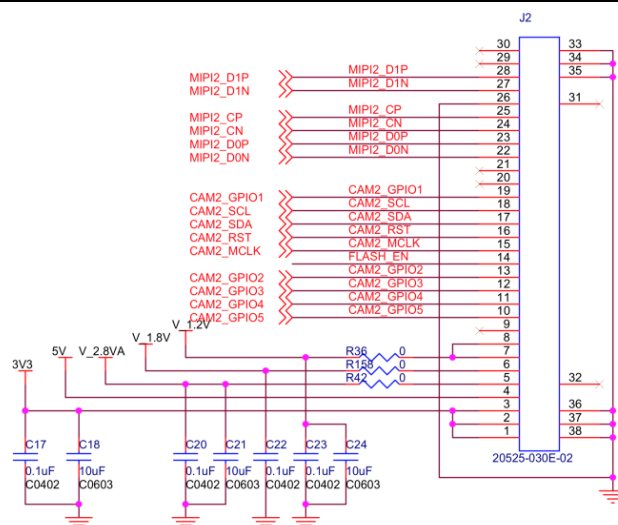 J2
30 33
29 34
MIPI2_D1P MIPI2_D1P 28 35
MIPI2_D1N MIPI2_D1N 27
26 31
MIPI2_CP MIPI2_CP 25
MIPI2_CN MIPI2_CN 24
MIPI2_D0P MIPI2_D0P 23
MIPI2_D0N MIPI2_D0N 22
21
20
CAM2_GPIO1 CAM2_GPIO1 19
CAM2_SCL CAM2_SCL 18
CAM2_SDA CAM2_SDA 17
CAM2_RST CAM2_RST 16
CAM2_MCLK CAM2_MCLK 15
FLASH_EN 14
CAM2_GPIO2 CAM2_GPIO2 13
CAM2_GPIO3 CAM2_GPIO3 12
CAM2_GPIO4 CAM2_GPIO4 11
CAM2_GPIO5 CAM2_GPIO5 10
V_1.2V 9
V_1.8V 8
5V V_2.8VA R36 0 7
3V3 R158 0 6
R42 0 5 32
4
3 36
2 37
1 38
C17 C18 C20 C21 C22 C23 C24 20525-030E-02
0.1uF 10uF 0.1uF 10uF 0.1uF 0.1uF 10uF
C0402 C0603 C0402 C0603 C0402 C0402 C0603